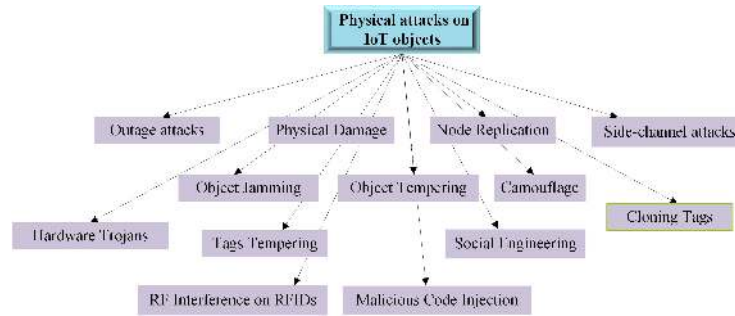 Physical attacks on
IoT objects
Outage attacks
Physical Damage
Node Replication
Side-channel attacks
Object Jamming
Object Tempering
Camouflage
Cloning Tags
Hardware Trojans
Tags Tempering
Social Engineering
RF Interference on RFIDs
Malicious Code Injection